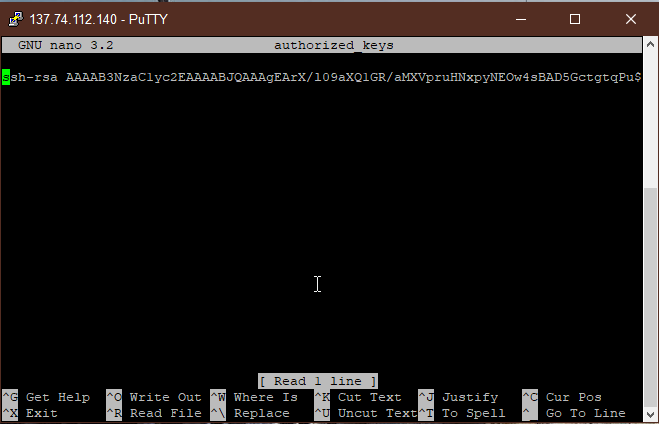 137.74.112.140 - PuTTY
GNU nano 3.2 authorized_keys
ssh-rsa AAAAB3NzaC1yc2EAAAABJQAAAgEArX/l09aXQlGR/aMXVpruHNxpyNEOw4sBAD5GctgtqPu$
[ Read 1 line ]
^G Get Help ^O Write Out ^W Where Is ^K Cut Text ^J Justify ^C Cur Pos
^X Exit ^R Read File ^\ Replace ^U Uncut Text ^T To Spell ^_ Go To Line